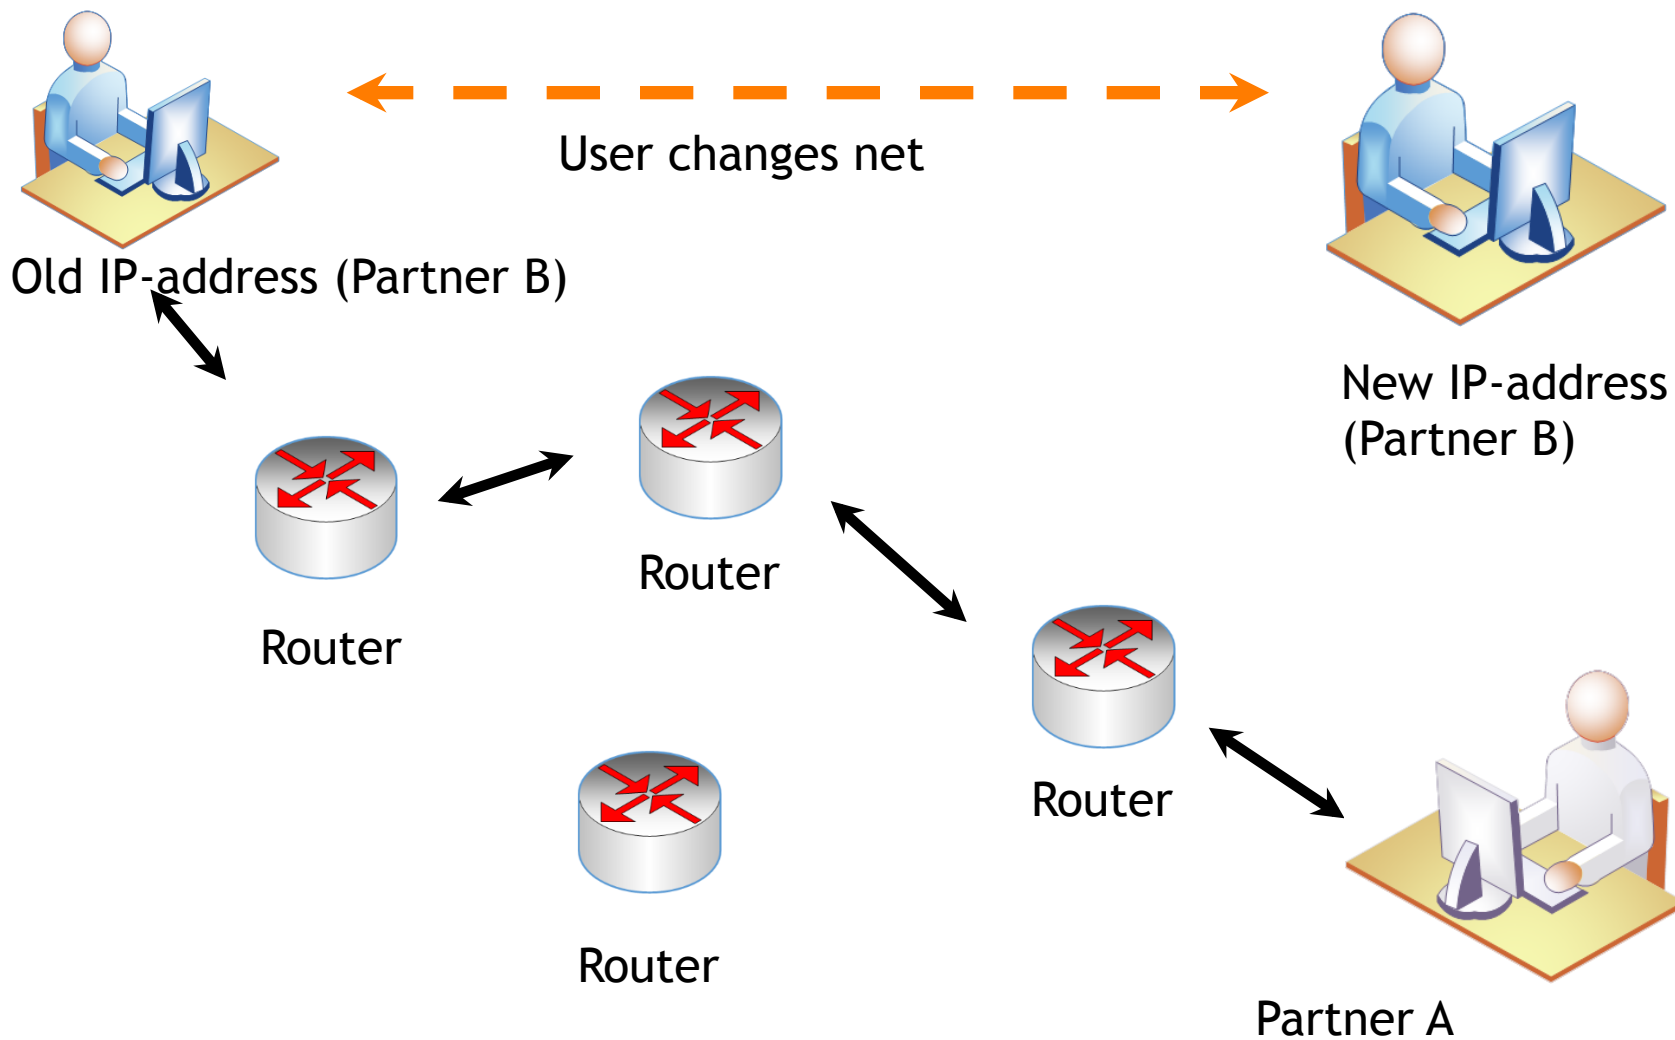 User changes net
Old IP-address (Partner B)
New IP-address
(Partner B)
Router
Router
Router
Router
Partner A